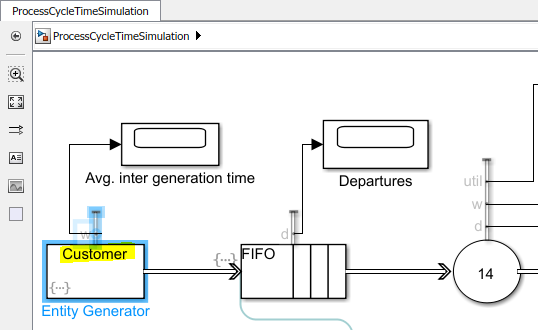 ProcessCycleTimeSimulation
ProcessCycleTimeSimulation
Avg. inter generation time
Departures
util
w
w
d
d
Customer
{...}
FIFO
14
{...}
Entity Generator